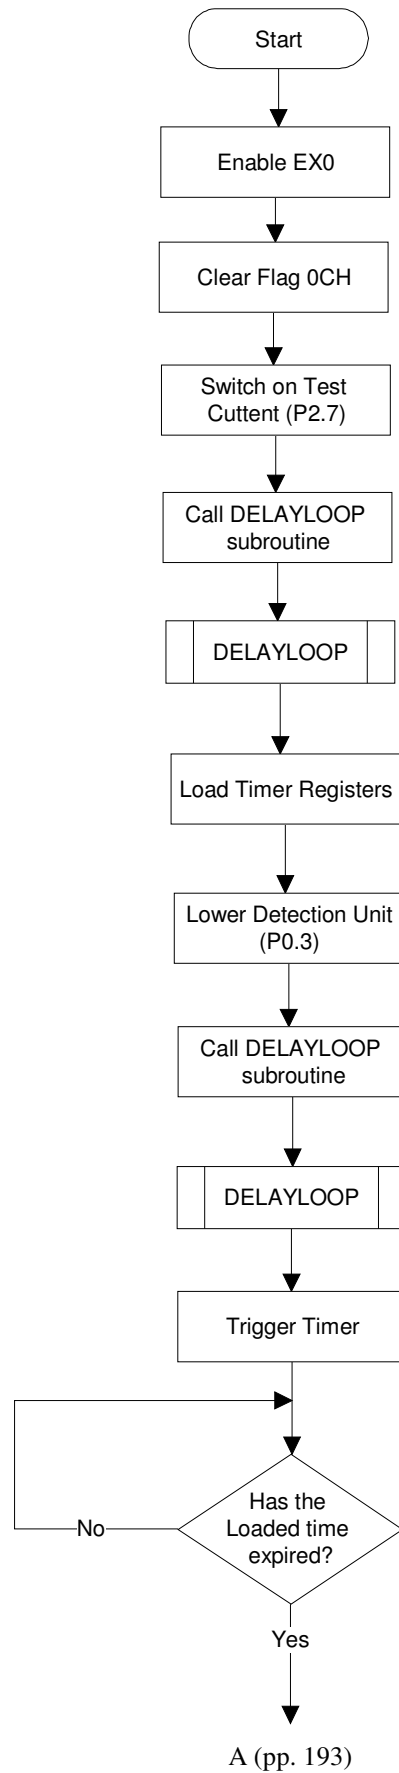 Start
Enable EX0
Clear Flag 0CH
Switch on Test
Cuttent (P2.7)
Call DELAYLOOP
subroutine
DELAYLOOP
Load Timer Registers
Lower Detection Unit
(P0.3)
Call DELAYLOOP
subroutine
DELAYLOOP
Trigger Timer
Has the
Loaded time
expired?
No
Yes
A (pp. 193)